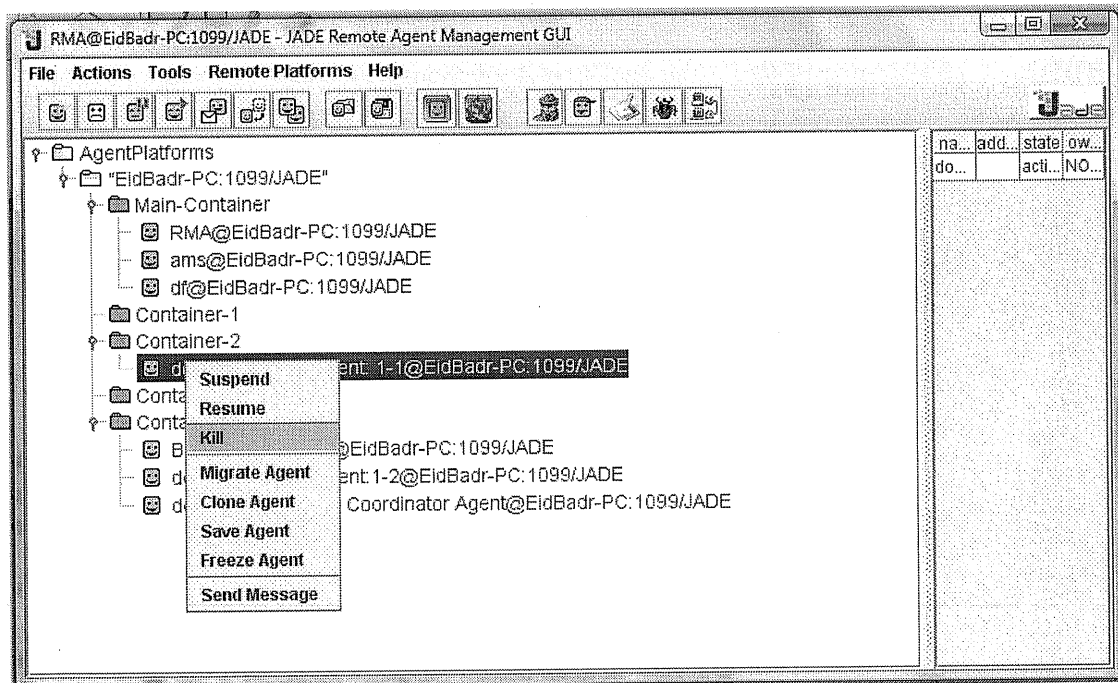 RMA@EidBadr-PC:1099/JADE - JADE Remote Agent Management GUI
File Actions Tools Remote Platforms Help
Jade
AgentPlatforms
"EidBadr-PC:1099/JADE"
Main-Container
RMA@EidBadr-PC:1099/JADE
ams@EidBadr-PC:1099/JADE
df@EidBadr-PC:1099/JADE
Container-1
Container-2
d ent: 1-1@EidBadr-PC:1099/JADE
Conta
Conta
B @EidBadr-PC:1099/JADE
d ent:1-2@EidBadr-PC:1099/JADE
d Coordinator Agent@EidBadr-PC:1099/JADE
Suspend
Resume
Kill
Migrate Agent
Clone Agent
Save Agent
Freeze Agent
Send Message
na... add... state ow...
do... acti... NO...